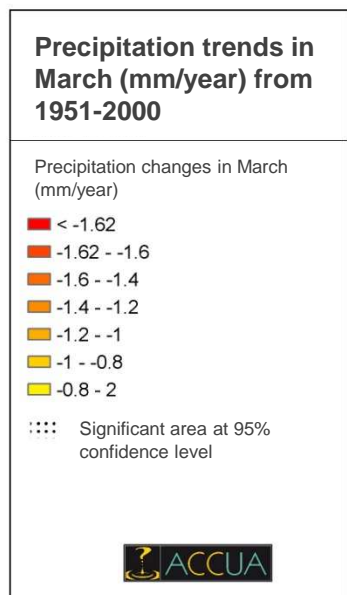 Precipitation trends in
March (mm/year) from
1951-2000
Precipitation changes in March
(mm/year)
< -1.62
-1.62 - -1.6
-1.6 - -1.4
-1.4 - -1.2
-1.2 - -1
-1 - -0.8
-0.8 - 2
Significant area at 95%
confidence level
ACCUA